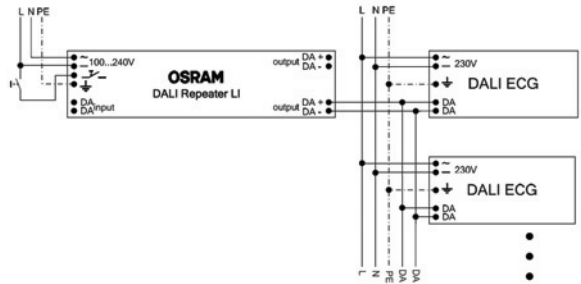 L N PE
L N PE
~
–
100...240V
OSRAM
DALI Repeater LI
DA
DA
input
output
DA +
DA -
output
DA +
DA -
~
–
230V
DALI ECG
DA
DA
~
–
230V
DALI ECG
DA
DA
L
N
PE
DA
DA